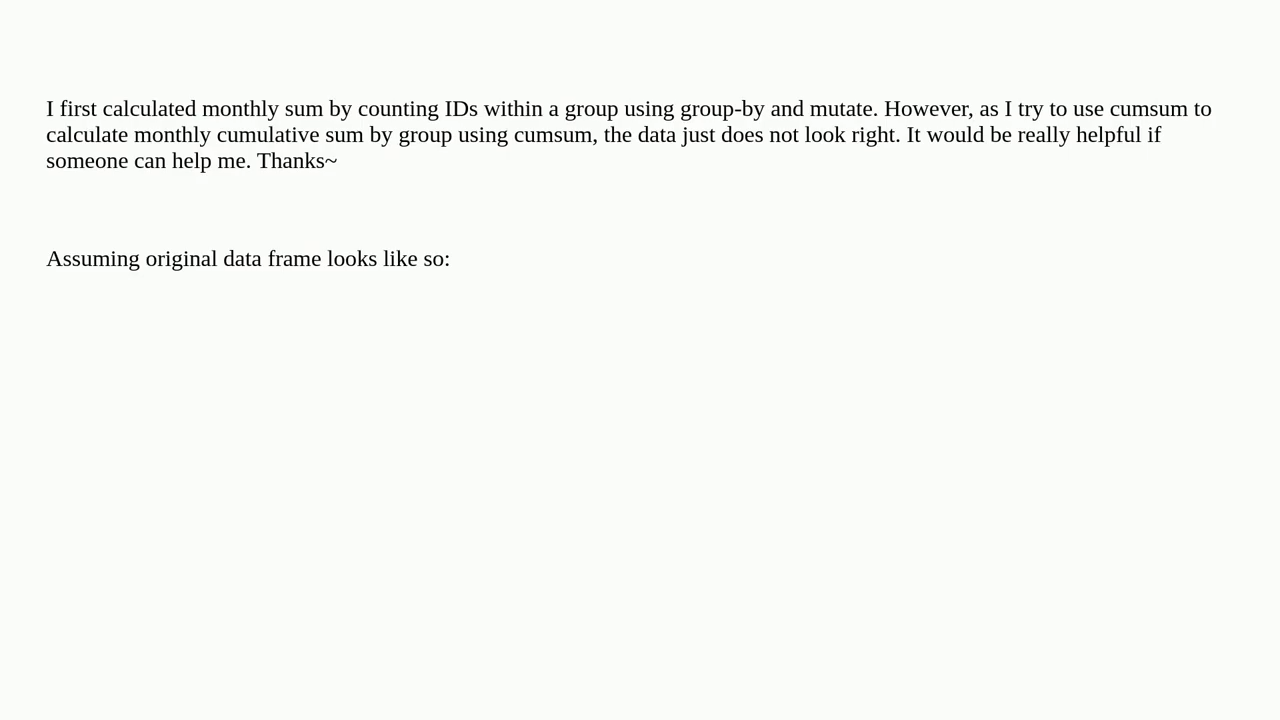 I first calculated monthly sum by counting IDs within a group using group-by and mutate. However, as I try to use cumsum to
calculate monthly cumulative sum by group using cumsum, the data just does not look right. It would be really helpful if
someone can help me. Thanks~
Assuming original data frame looks like so: